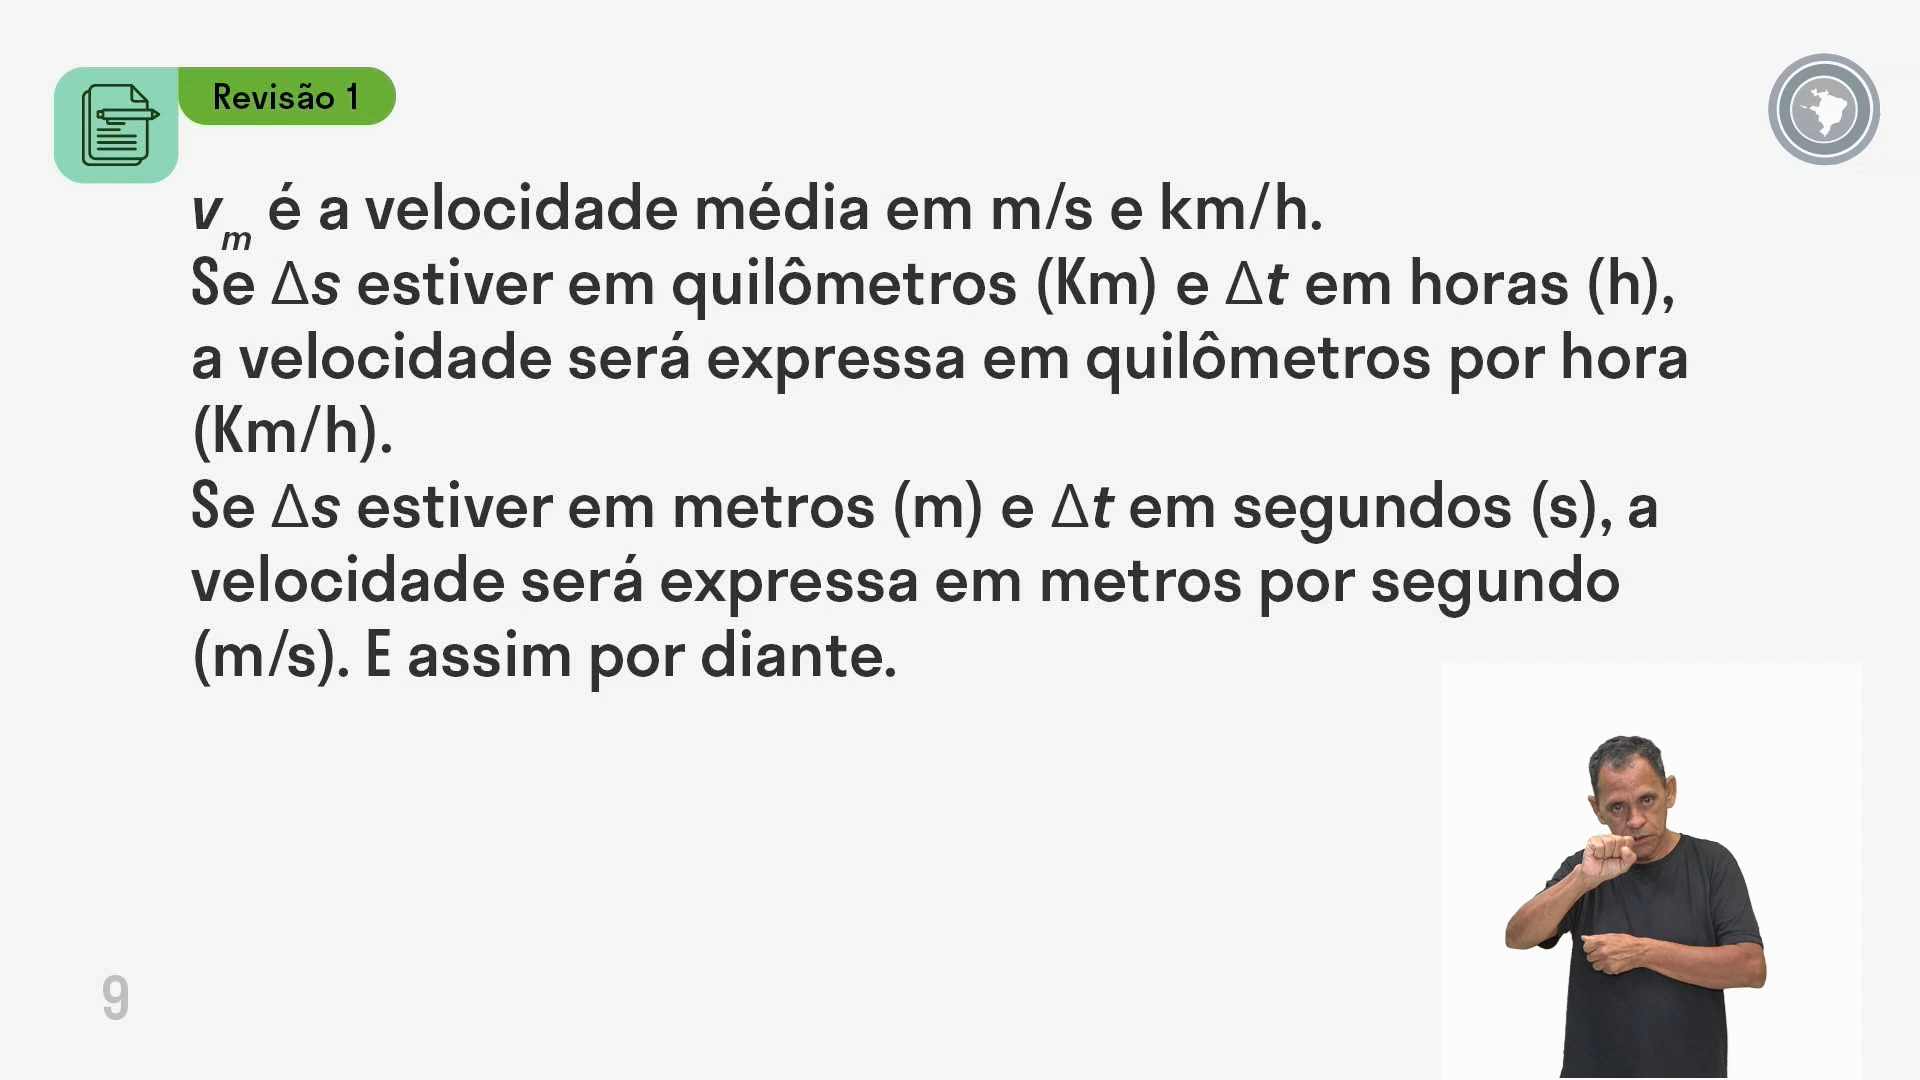 Revisão 1
vm é a velocidade média em m/s e km/h.
Se Δs estiver em quilômetros (Km) e Δt em horas (h),
a velocidade será expressa em quilômetros por hora
(Km/h).
Se Δs estiver em metros (m) e Δt em segundos (s), a
velocidade será expressa em metros por segundo
(m/s). E assim por diante.
9